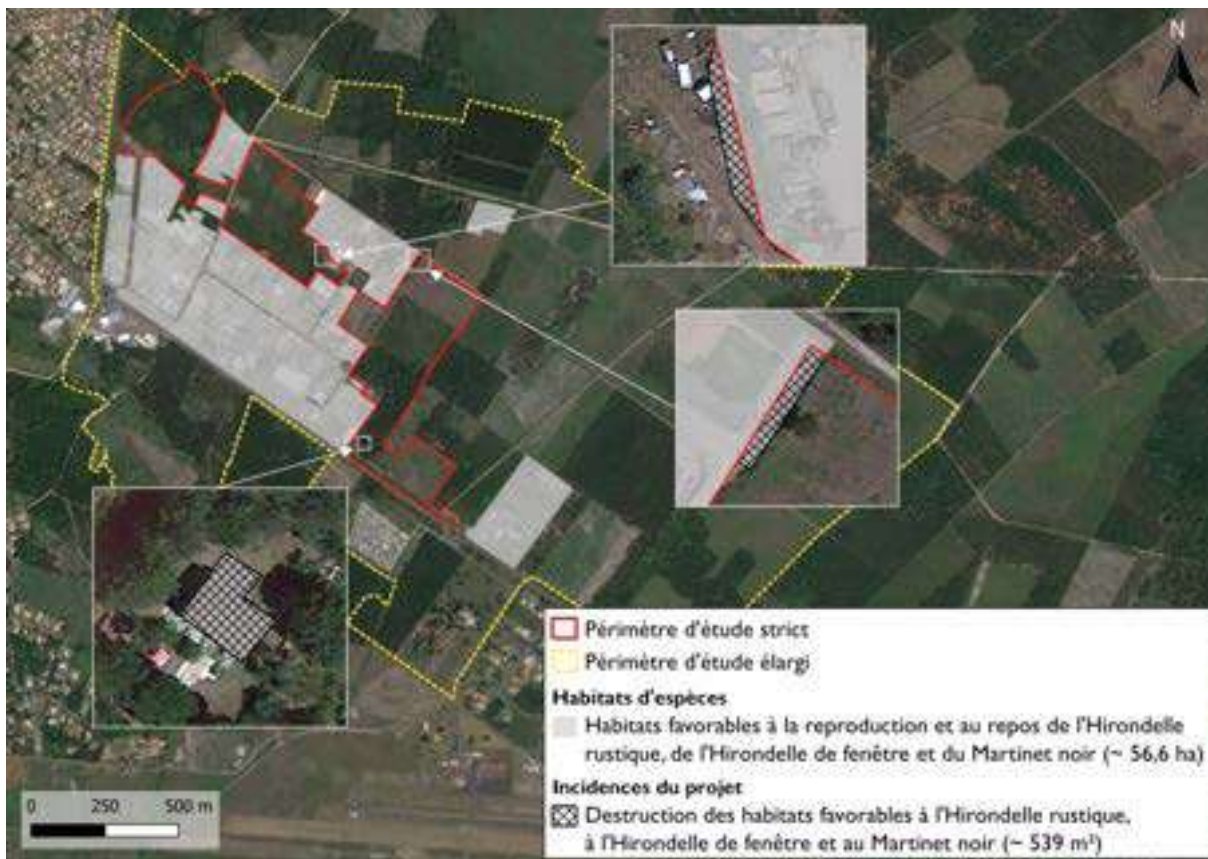 N
Périmètre d'étude strict
Périmètre d'étude élargi
Habitats d'espèces
Habitats favorables à la reproduction et au repos de l'Hirondelle
rustique, de l'Hirondelle de fenêtre et du Martinet noir (~ 56,6 ha)
Incidences du projet
Destruction des habitats favorables à l'Hirondelle rustique,
à l'Hirondelle de fenêtre et au Martinet noir (~ 539 m²)
0 250 500 m